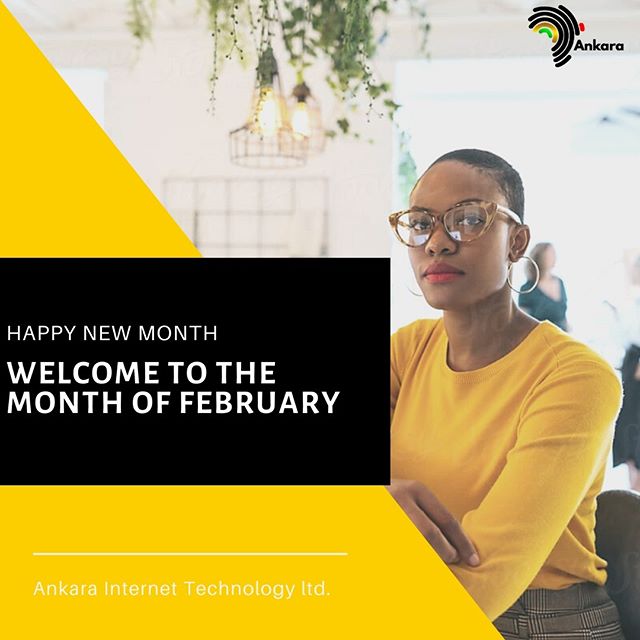 Ankara
HAPPY NEW MONTH
WELCOME TO THE
MONTH OF FEBRUARY
Ankara Internet Technology ltd.